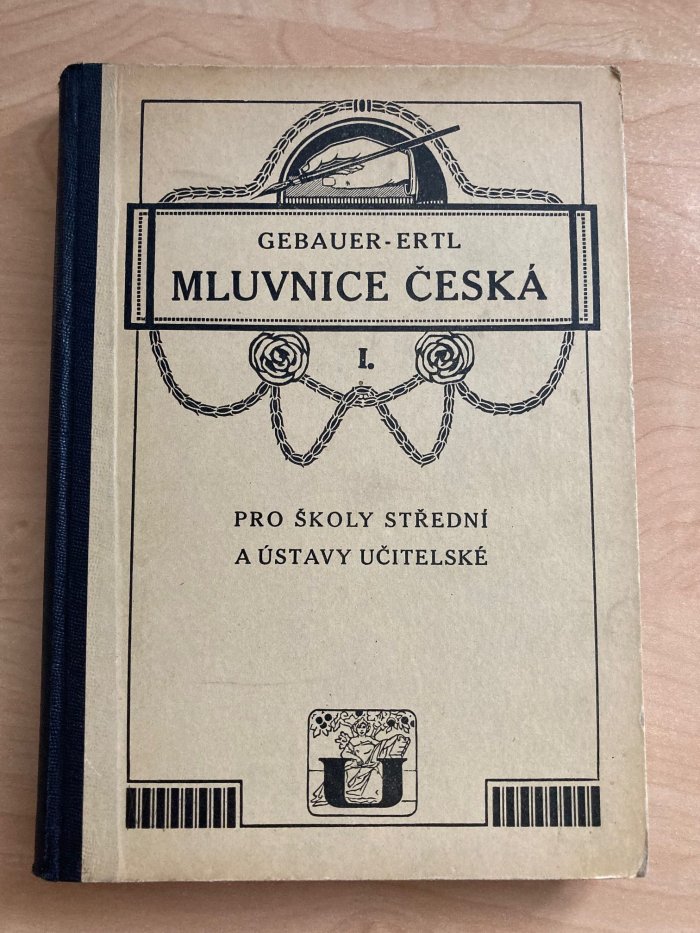 GEBAUER-ERTL
MLUVNICE ČESKÁ
I.
PRO ŠKOLY STŘEDNÍ
A ÚSTAVY UČITELSKÉ
U